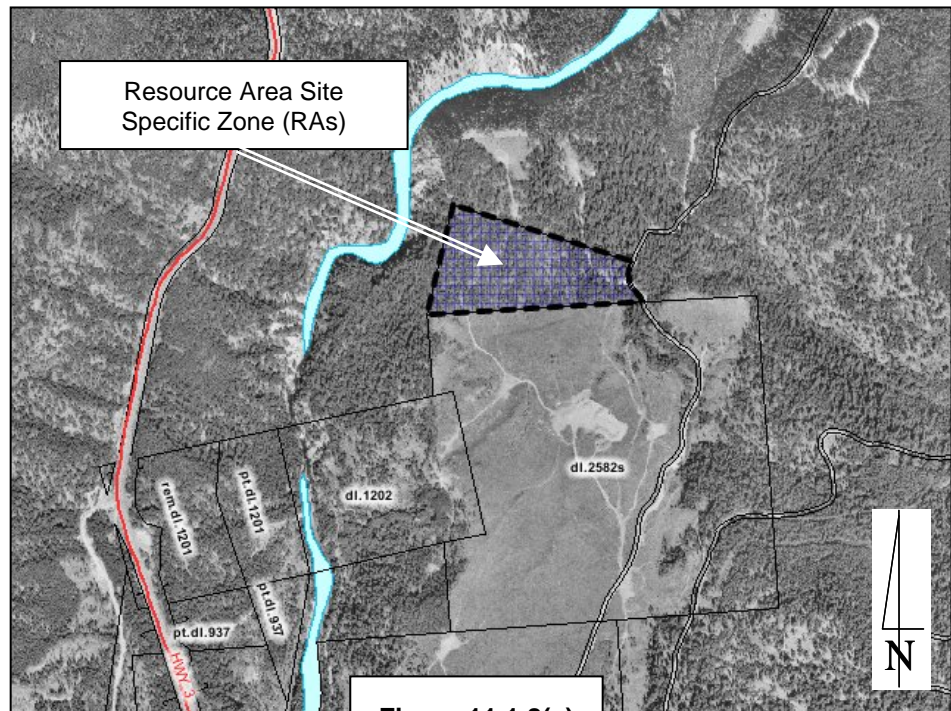 Resource Area Site
Specific Zone (RAs)
dl.2582s
dl.1202
pt.dl.1201
rem.dl.1201
pt.dl.937
pt.dl.937
HWY. 3
N